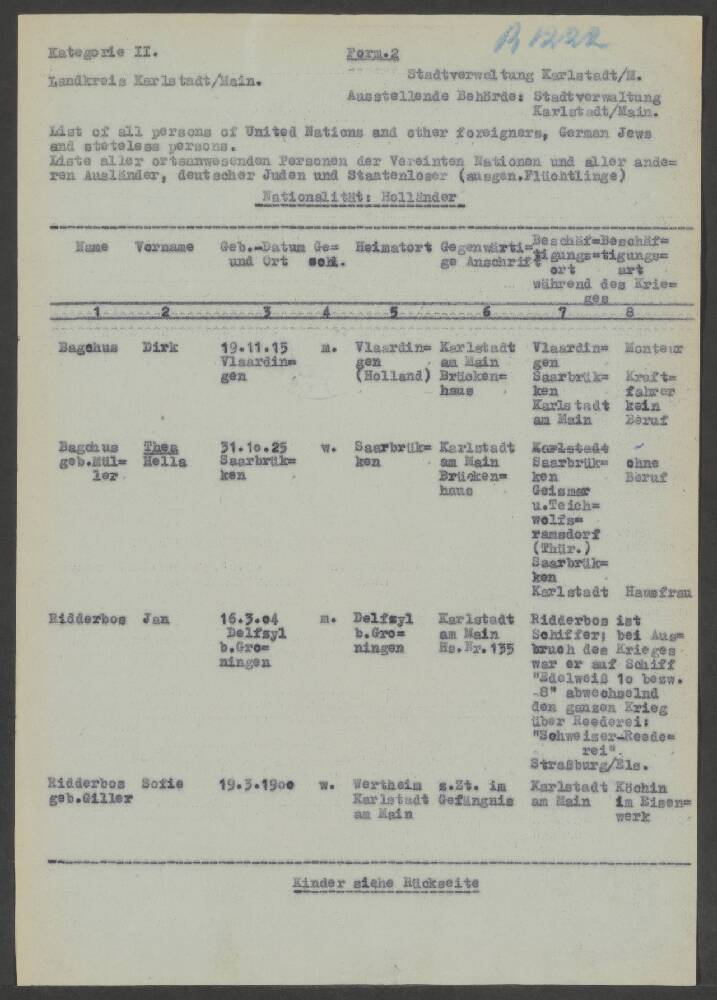 R 1222
Kategorie II. Form.2
Landkreis Karlstadt/Main. Stadtverwaltung Karlstadt/M.
Ausstellende Behörde: Stadtverwaltung
Karlstadt/Main.
List of all persons of United Nations and other foreigners, German Jews
and stateless persons.
Liste aller ortsanwesenden Personen der Vereinten Nationen und aller ande=
ren Ausländer, deutscher Juden und Staatenloser (ausgen.Flüchtlinge)
Nationalität: Holländer
Name Vorname Geb.-Datum Ge= Heimatort Gegenwärti= Beschäf=Beschäf=
und Ort schl. ge Anschrift tigungs=tigungs=
ort art
während des Krie=
ges
1 2 3 4 5 6 7 8
Bagchus Dirk 19.11.15 m. Vlaardin= Karlstadt Vlaardin= Monteur
Vlaardin= gen am Main gen
gen (Holland) Brücken= Saarbrük= Kraft=
haus ken fahrer
Karlstadt kein
am Main Beruf
Bagchus Thea 31.10.25 w. Saarbrük= Karlstadt Karlstadt -
geb.Mül= Hella Saarbrük= ken am Main Saarbrük= ohne
ler ken Brücken= ken Beruf
haus Geismar
u.Teich=
wolfs=
ramsdorf
(Thür.)
Saarbrük=
ken
Karlstadt Hausfrau
Ridderbos Jan 16.3.04 m. Delfzyl Karlstadt Ridderbos ist
Delfzyl b.Gro= am Main Schiffer; bei Aus=
b.Gro= ningen Hs.Nr.135 bruch des Krieges
ningen war er auf Schiff
"Edelweiß 10 bezw.
8" abwechselnd
den ganzen Krieg
über Reederei:
"Schweizer-Reede=
rei".
Straßburg/Els.
Ridderbos Sofie 19.3.1900 w. Wertheim z.Zt. im Karlstadt Köchin
geb.Giller Karlstadt Gefängnis am Main im Eisen=
am Main werk
Kinder siehe Rückseite